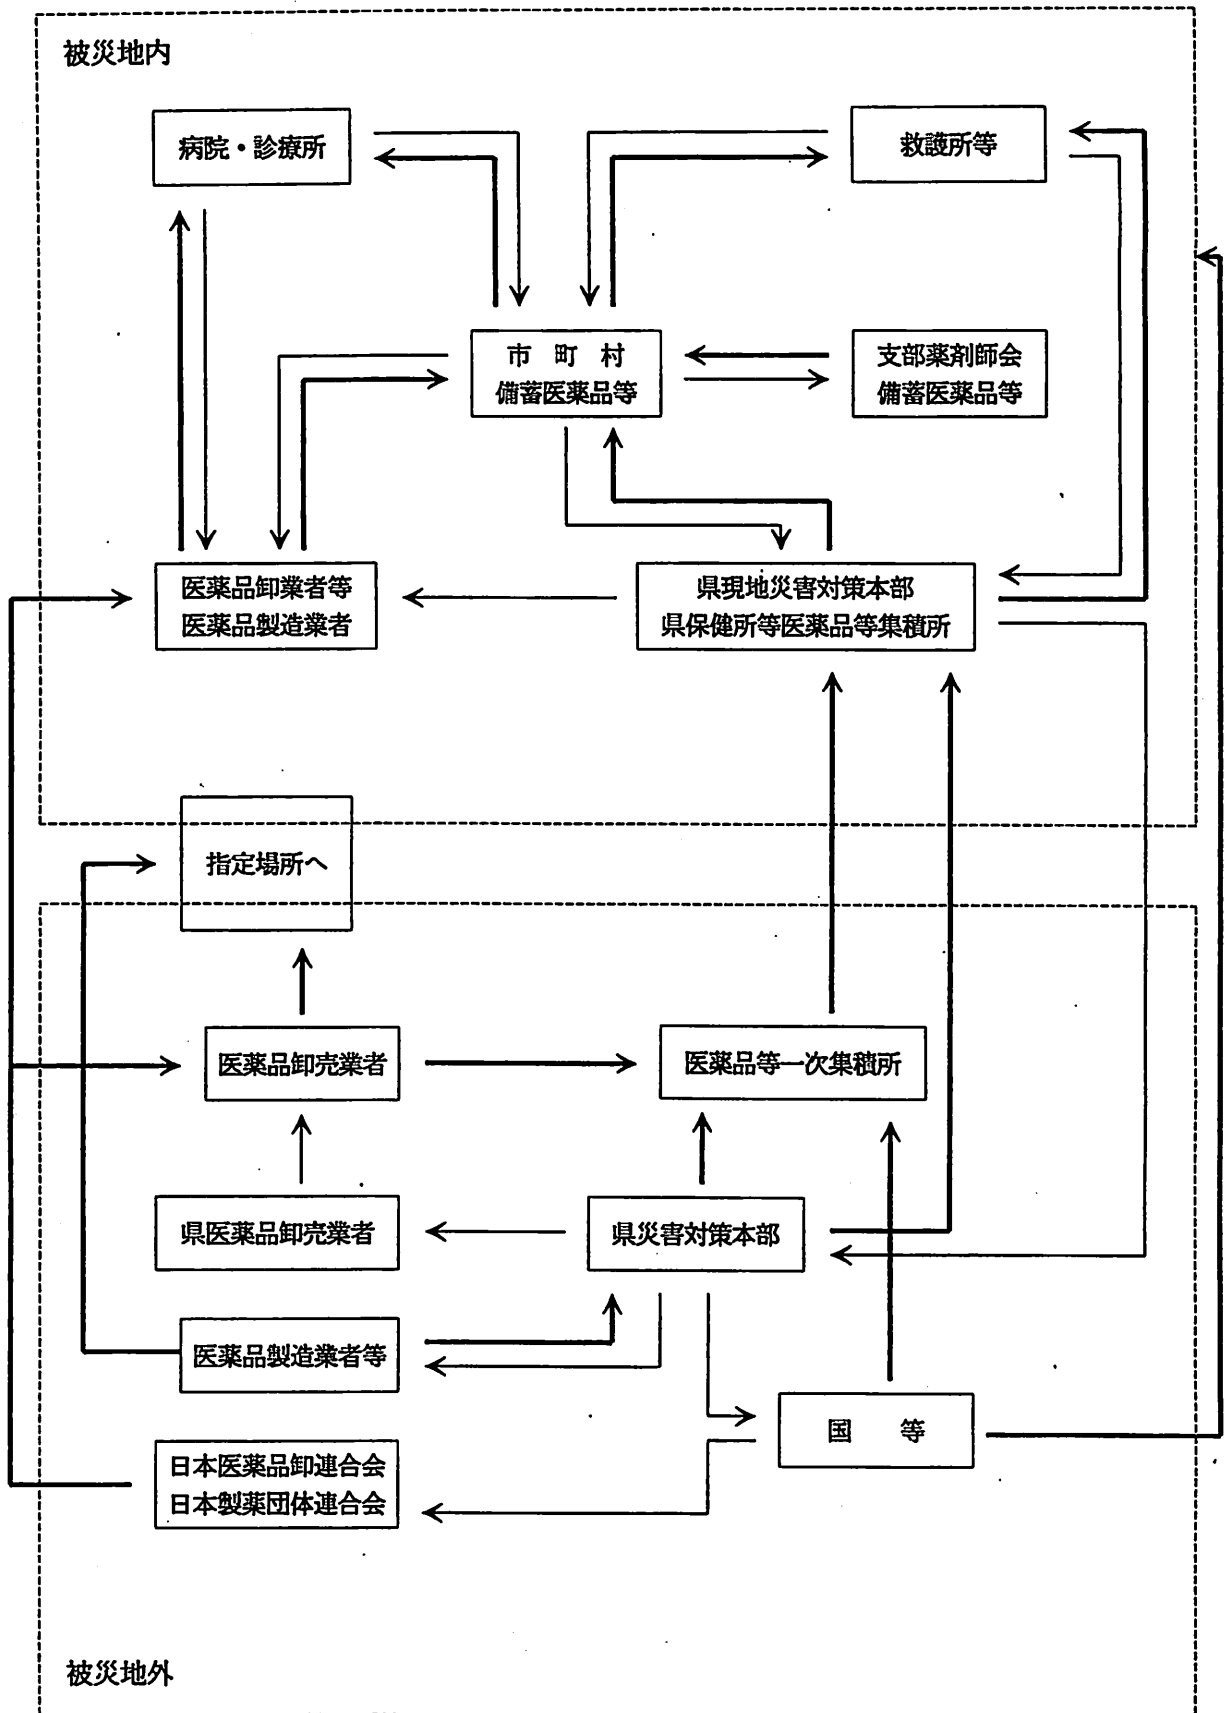 被災地内
病院・診療所
救護所等
市　町　村
備蓄医薬品等
支部薬剤師会
備蓄医薬品等
医薬品卸業者等
医薬品製造業者
県現地災害対策本部
県保健所等医薬品等集積所
指定場所へ
医薬品卸売業者
医薬品等一次集積所
県医薬品卸売業者
県災害対策本部
医薬品製造業者等
国　　等
日本医薬品卸連合会
日本製薬団体連合会
被災地外